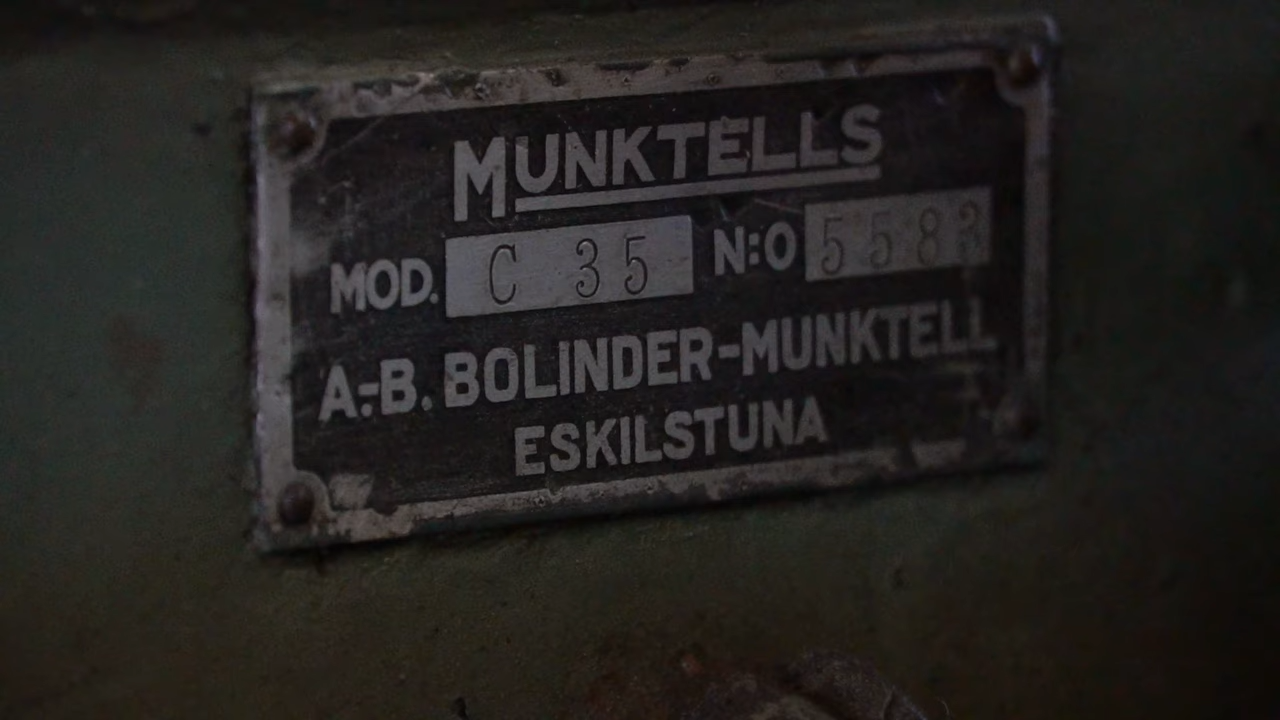 MUNKTELLS
MOD. C 35 N:O 5583
A.-B. BOLINDER-MUNKTELL
ESKILSTUNA